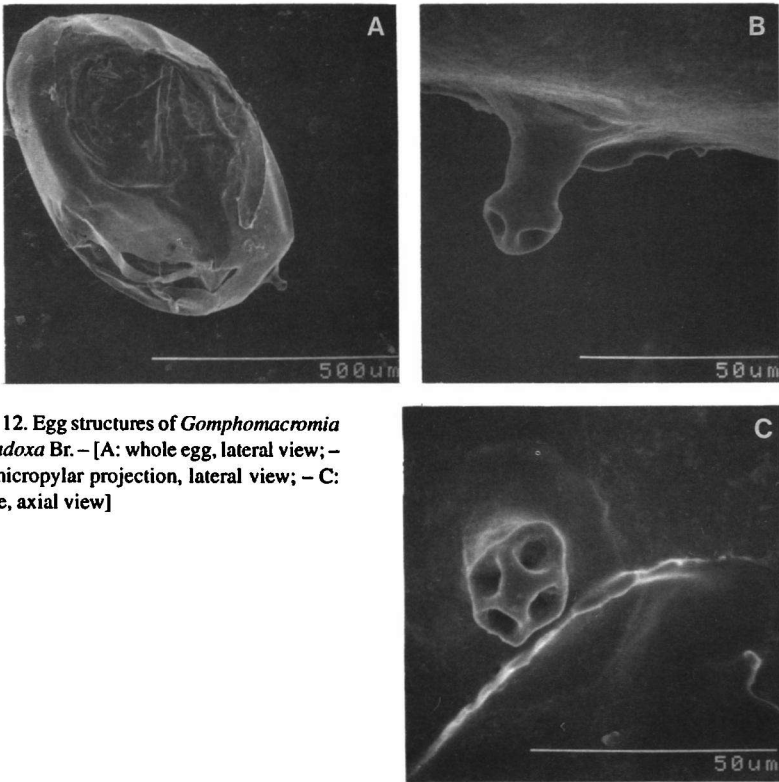 A
B
500um
50um
12. Egg structures of Gomphomacromia
adoxa Br. – [A: whole egg, lateral view; –
micropylar projection, lateral view; – C:
e, axial view]
C
50um